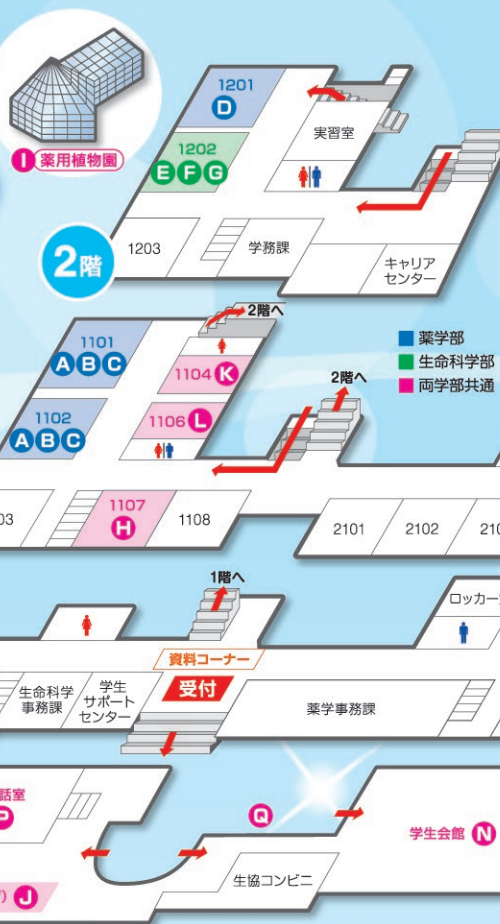 I 薬用植物園
1201
D
1202
E F G
実習室
2階
1203
学務課
キャリア
センター
2階へ
1101
A B C
1104 K
薬学部
生命科学部
両学部共通
2階へ
1102
A B C
1106 L
03
1107
H
1108
2101
2102
210
1階へ
ロッカー
資料コーナー
受付
生命科学
事務課
学生
サポート
センター
薬学事務課
話室
P
Q
学生会館 N
J
生協コンビニ